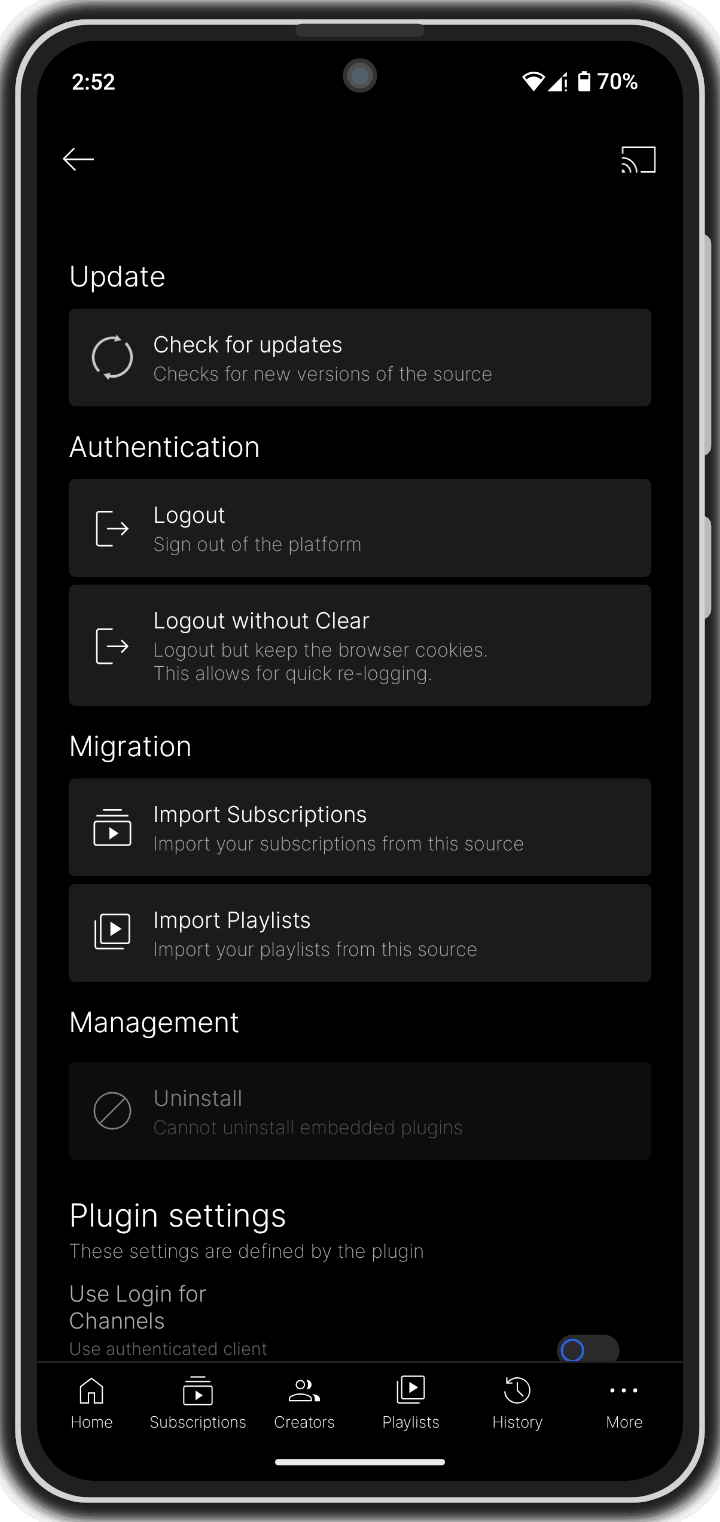 2:52
70%
Update
Check for updates
Checks for new versions of the source
Authentication
Logout
Sign out of the platform
Logout without Clear
Logout but keep the browser cookies.
This allows for quick re-logging.
Migration
Import Subscriptions
Import your subscriptions from this source
Import Playlists
Import your playlists from this source
Management
Uninstall
Cannot uninstall embedded plugins
Plugin settings
These settings are defined by the plugin
Use Login for
Channels
Use authenticated client
Home
Subscriptions
Creators
Playlists
History
More